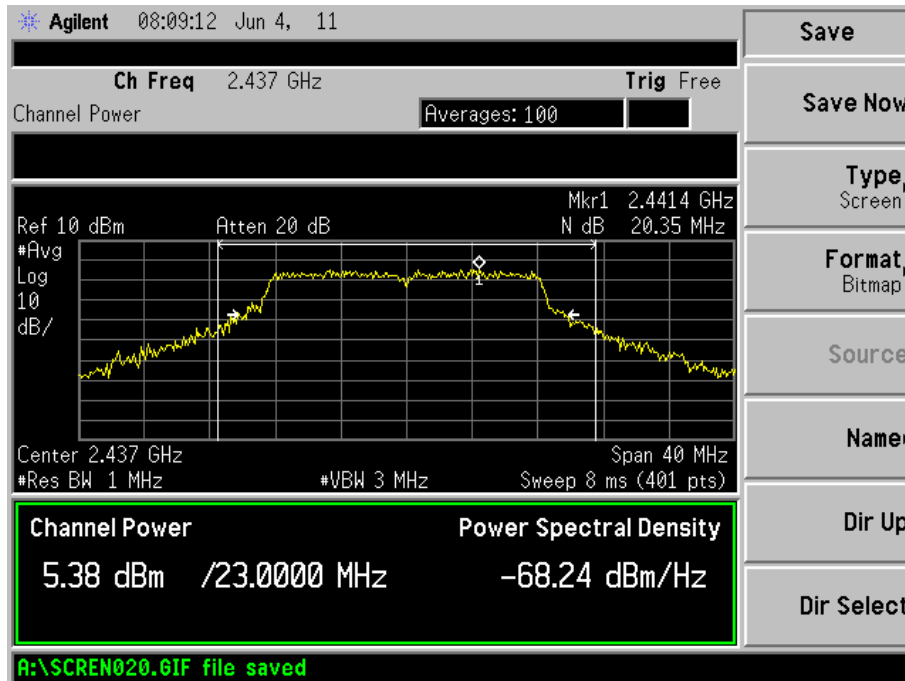 Agilent 08:09:12 Jun 4, 11
Save
Ch Freq 2.437 GHz Trig Free
Channel Power Averages: 100
Save Now
Type
Screen
Mkr1 2.4414 GHz
Ref 10 dBm Atten 20 dB N dB 20.35 MHz
#Avg
Log
10
dB/
1
Format
Bitmap
Source
Center 2.437 GHz Span 40 MHz
#Res BW 1 MHz #VBW 3 MHz Sweep 8 ms (401 pts)
Name
Channel Power Power Spectral Density
5.38 dBm /23.0000 MHz -68.24 dBm/Hz
Dir Up
Dir Select
A:\SCREN020.GIF file saved